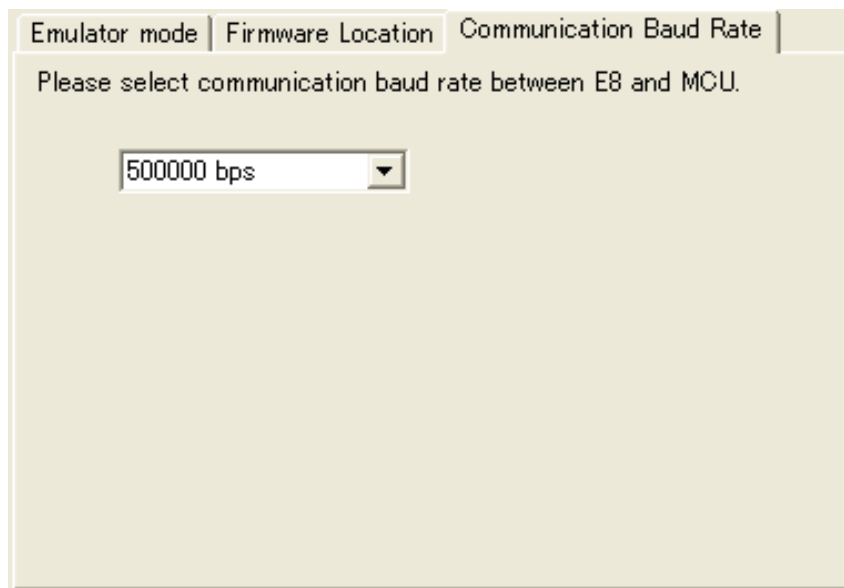 Emulator mode Firmware Location Communication Baud Rate
Please select communication baud rate between E8 and MCU.
500000 bps